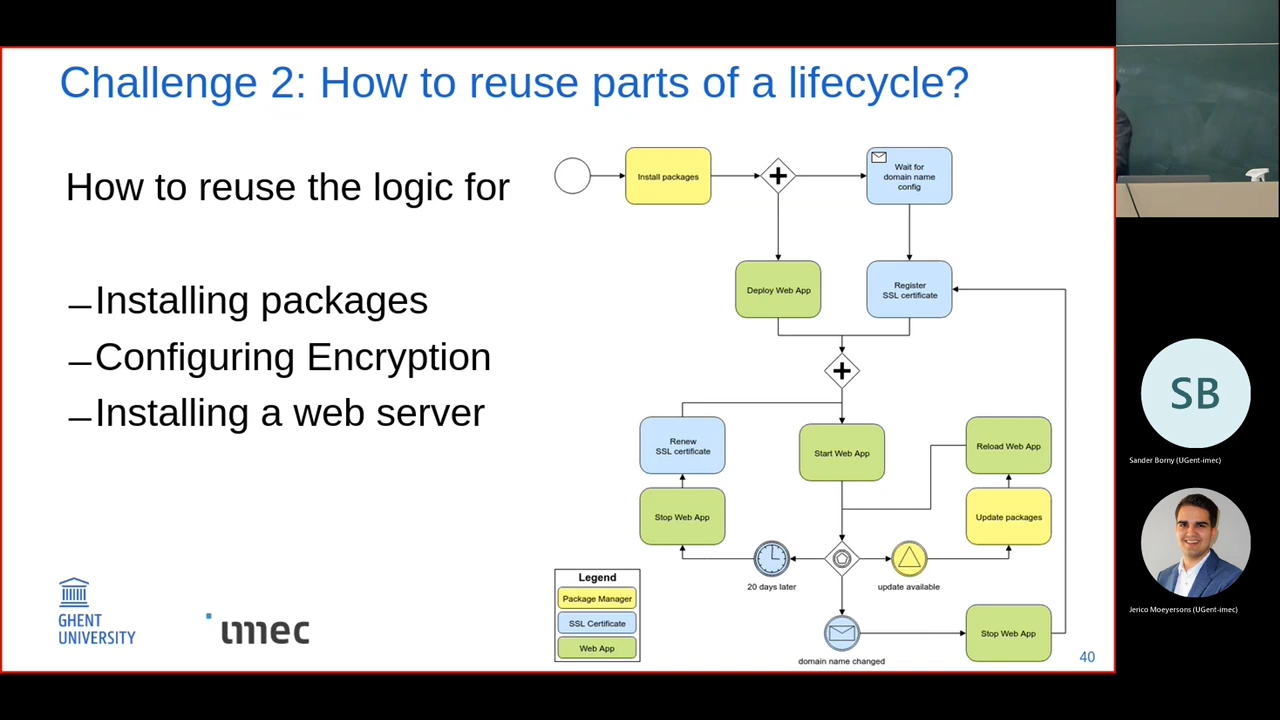 Challenge 2: How to reuse parts of a lifecycle?
How to reuse the logic for
–Installing packages
–Configuring Encryption
–Installing a web server
Install packages
Wait for
domain name
config
Deploy Web App
Register
SSL certificate
Renew
SSL certificate
Start Web App
Reload Web App
Stop Web App
Update packages
20 days later
update available
Stop Web App
domain name changed
Legend
Package Manager
SSL Certificate
Web App
GHENT
UNIVERSITY
imec
40
SB
Sander Borny (UGent-imec)
Jerico Moeyersons (UGent-imec)